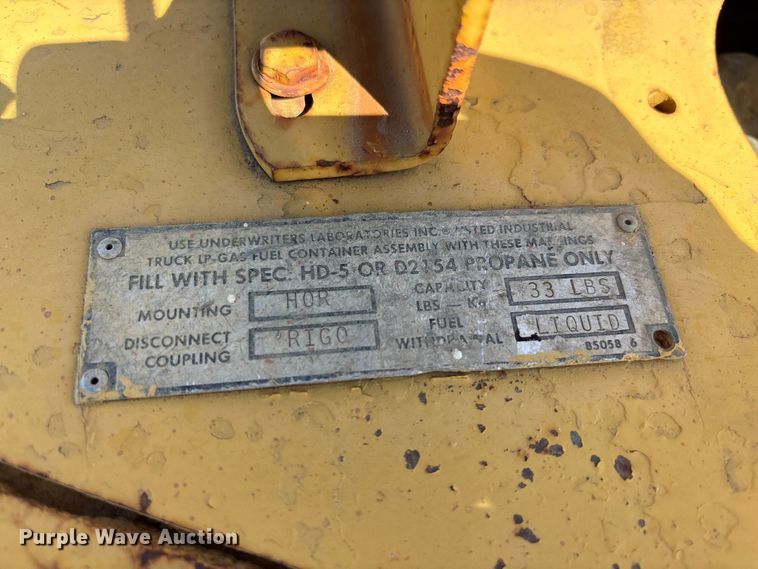 USE UNDERWRITERS LABORATORIES INC ® LISTED INDUSTRIAL
TRUCK LP-GAS FUEL CONTAINER ASSEMBLY WITH THESE MARKINGS
FILL WITH SPEC. HD-5 OR D2154 PROPANE ONLY
MOUNTING HOR CAPACITY LBS — Kg. 33 LBS
DISCONNECT COUPLING RIGO FUEL WITHDRAWAL LIQUID
85058 6
Purple Wave Auction